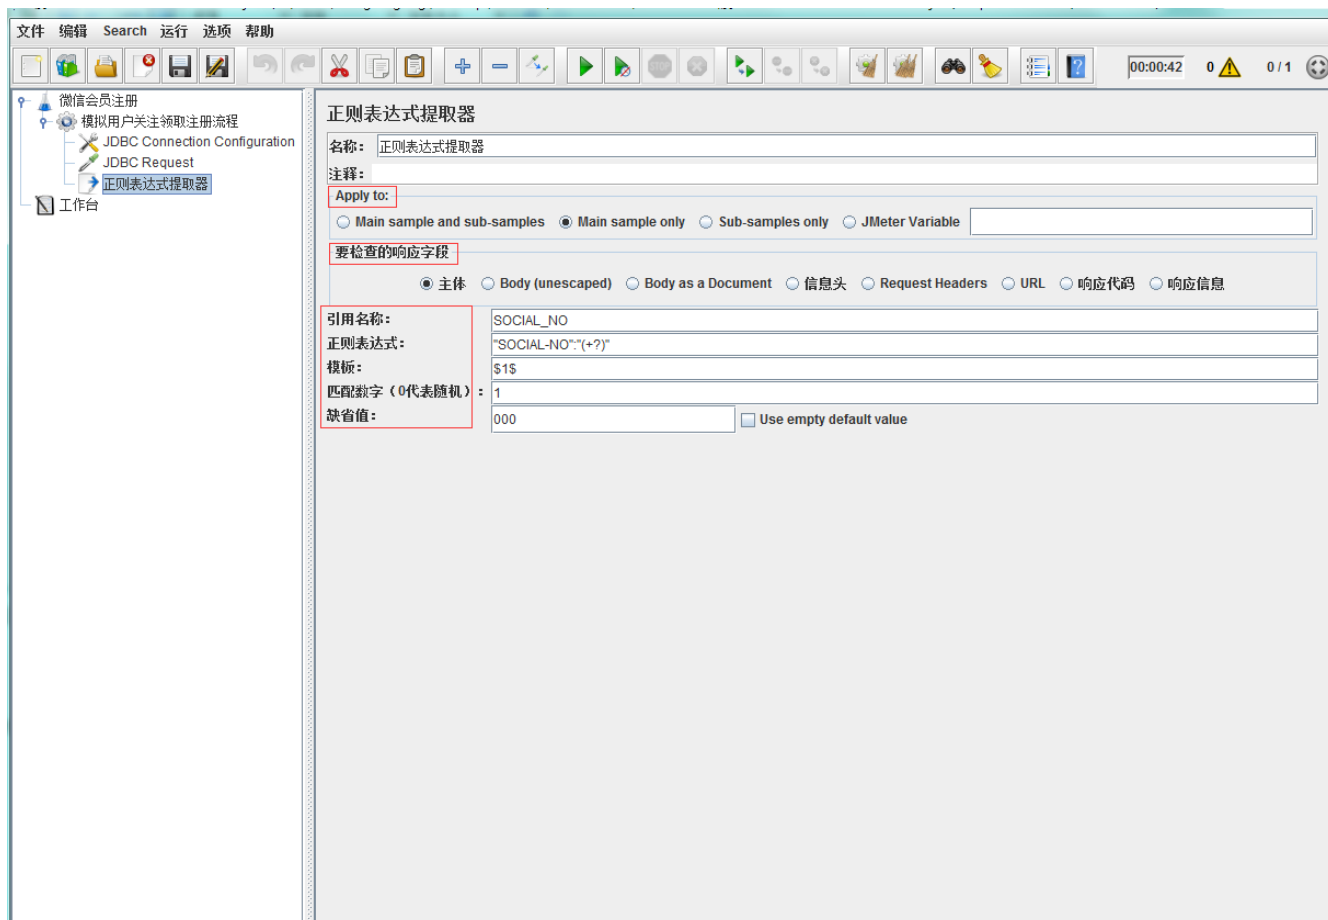 文件 编辑 Search 运行 选项 帮助
STOP
00:00:42 0 0 / 1
微信会员注册
模拟用户关注领取注册流程
JDBC Connection Configuration
JDBC Request
正则表达式提取器
工作台
正则表达式提取器
名称： 正则表达式提取器
注释：
Apply to:
Main sample and sub-samples Main sample only Sub-samples only JMeter Variable
要检查的响应字段
主体 Body (unescaped) Body as a Document 信息头 Request Headers URL 响应代码 响应信息
引用名称： SOCIAL_NO
正则表达式： "SOCIAL-NO":"(+?)"
模板： $1$
匹配数字（0代表随机）： 1
缺省值： 000 Use empty default value